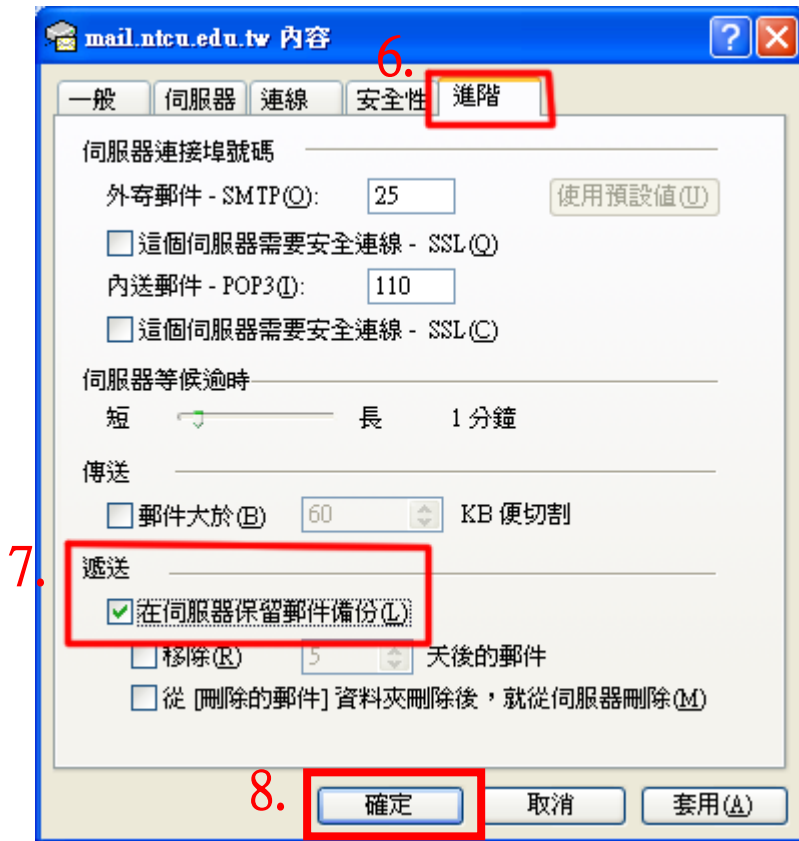 mail.ntcu.edu.tw 內容
6.
一般 伺服器 連線 安全性 進階
伺服器連接埠號碼
外寄郵件 - SMTP(O): 25 使用預設值(U)
這個伺服器需要安全連線 - SSL(Q)
內送郵件 - POP3(I): 110
這個伺服器需要安全連線 - SSL(C)
伺服器等候逾時
短 長 1 分鐘
傳送
郵件大於(B) 60 KB 便切割
7. 遞送
在伺服器保留郵件備份(L)
移除(R) 5 天後的郵件
從 [刪除的郵件] 資料夾刪除後，就從伺服器刪除(M)
8. 確定 取消 套用(A)